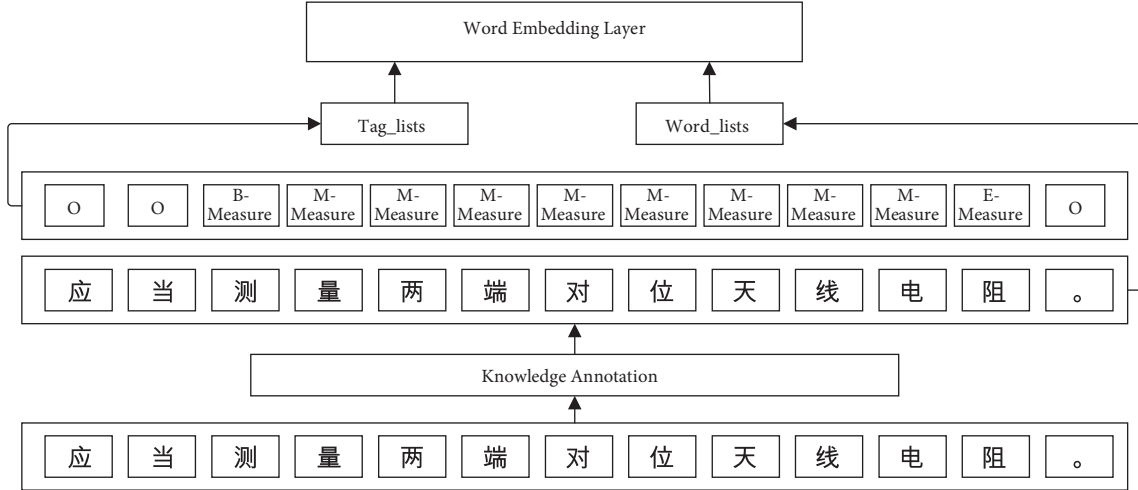 Word Embedding Layer
Tag_lists Word_lists
O O B-Measure M-Measure M-Measure M-Measure M-Measure M-Measure M-Measure M-Measure M-Measure E-Measure O
应 当 测 量 两 端 对 位 天 线 电 阻 。
Knowledge Annotation
应 当 测 量 两 端 对 位 天 线 电 阻 。